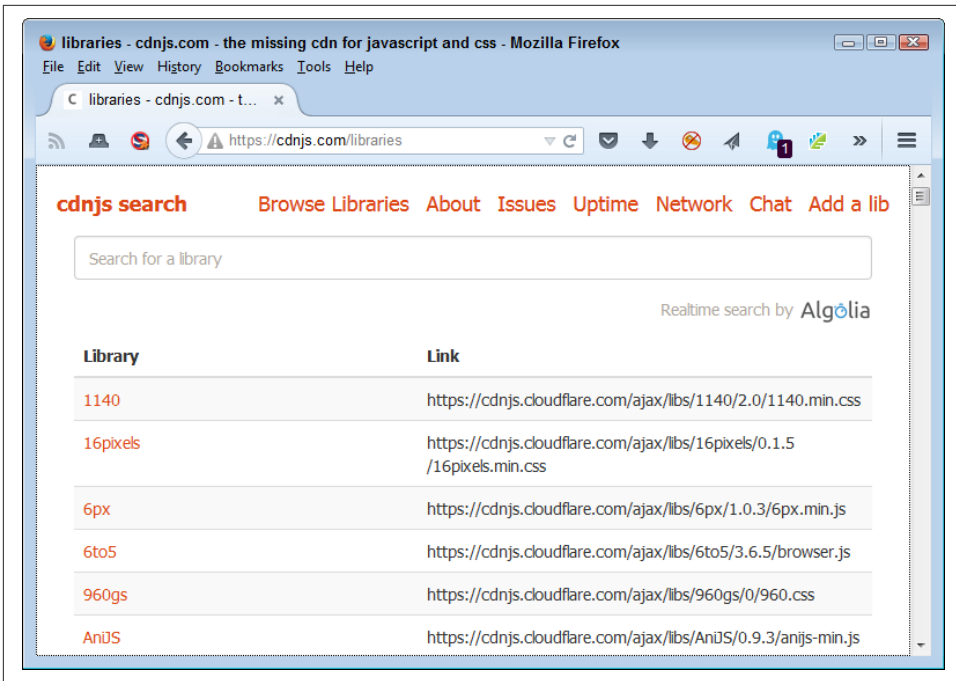 libraries - cdnjs.com - the missing cdn for javascript and css - Mozilla Firefox
File Edit View History Bookmarks Tools Help
C libraries - cdnjs.com - t... ×
https://cdnjs.com/libraries
1
cdnjs search Browse Libraries About Issues Uptime Network Chat Add a lib
Search for a library
Realtime search by Algolia
Library Link
1140 https://cdnjs.cloudflare.com/ajax/libs/1140/2.0/1140.min.css
16pixels https://cdnjs.cloudflare.com/ajax/libs/16pixels/0.1.5
/16pixels.min.css
6px https://cdnjs.cloudflare.com/ajax/libs/6px/1.0.3/6px.min.js
6to5 https://cdnjs.cloudflare.com/ajax/libs/6to5/3.6.5/browser.js
960gs https://cdnjs.cloudflare.com/ajax/libs/960gs/0/960.css
AniJS https://cdnjs.cloudflare.com/ajax/libs/AniJS/0.9.3/anijs-min.js